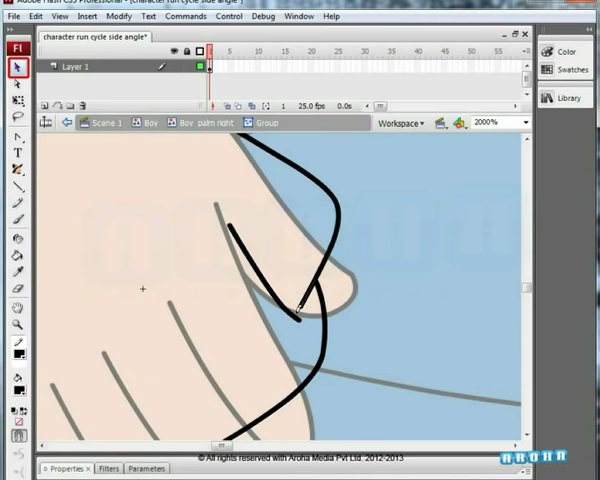 Adobe Flash CS3 Professional - [character run cycle side angle*]
File Edit View Insert Modify Text Commands Control Debug Window Help
Fl
character run cycle side angle*
5 10 15 20 25 30 35 40 45 50 55
Layer 1
1 25.0 fps 0.0s
Scene 1 Boy Boy palm right Group
Workspace
2000%
Color
Swatches
Library
© All rights reserved with Aroha Media Pvt Ltd. 2012-2013
AROHA
Properties Filters Parameters